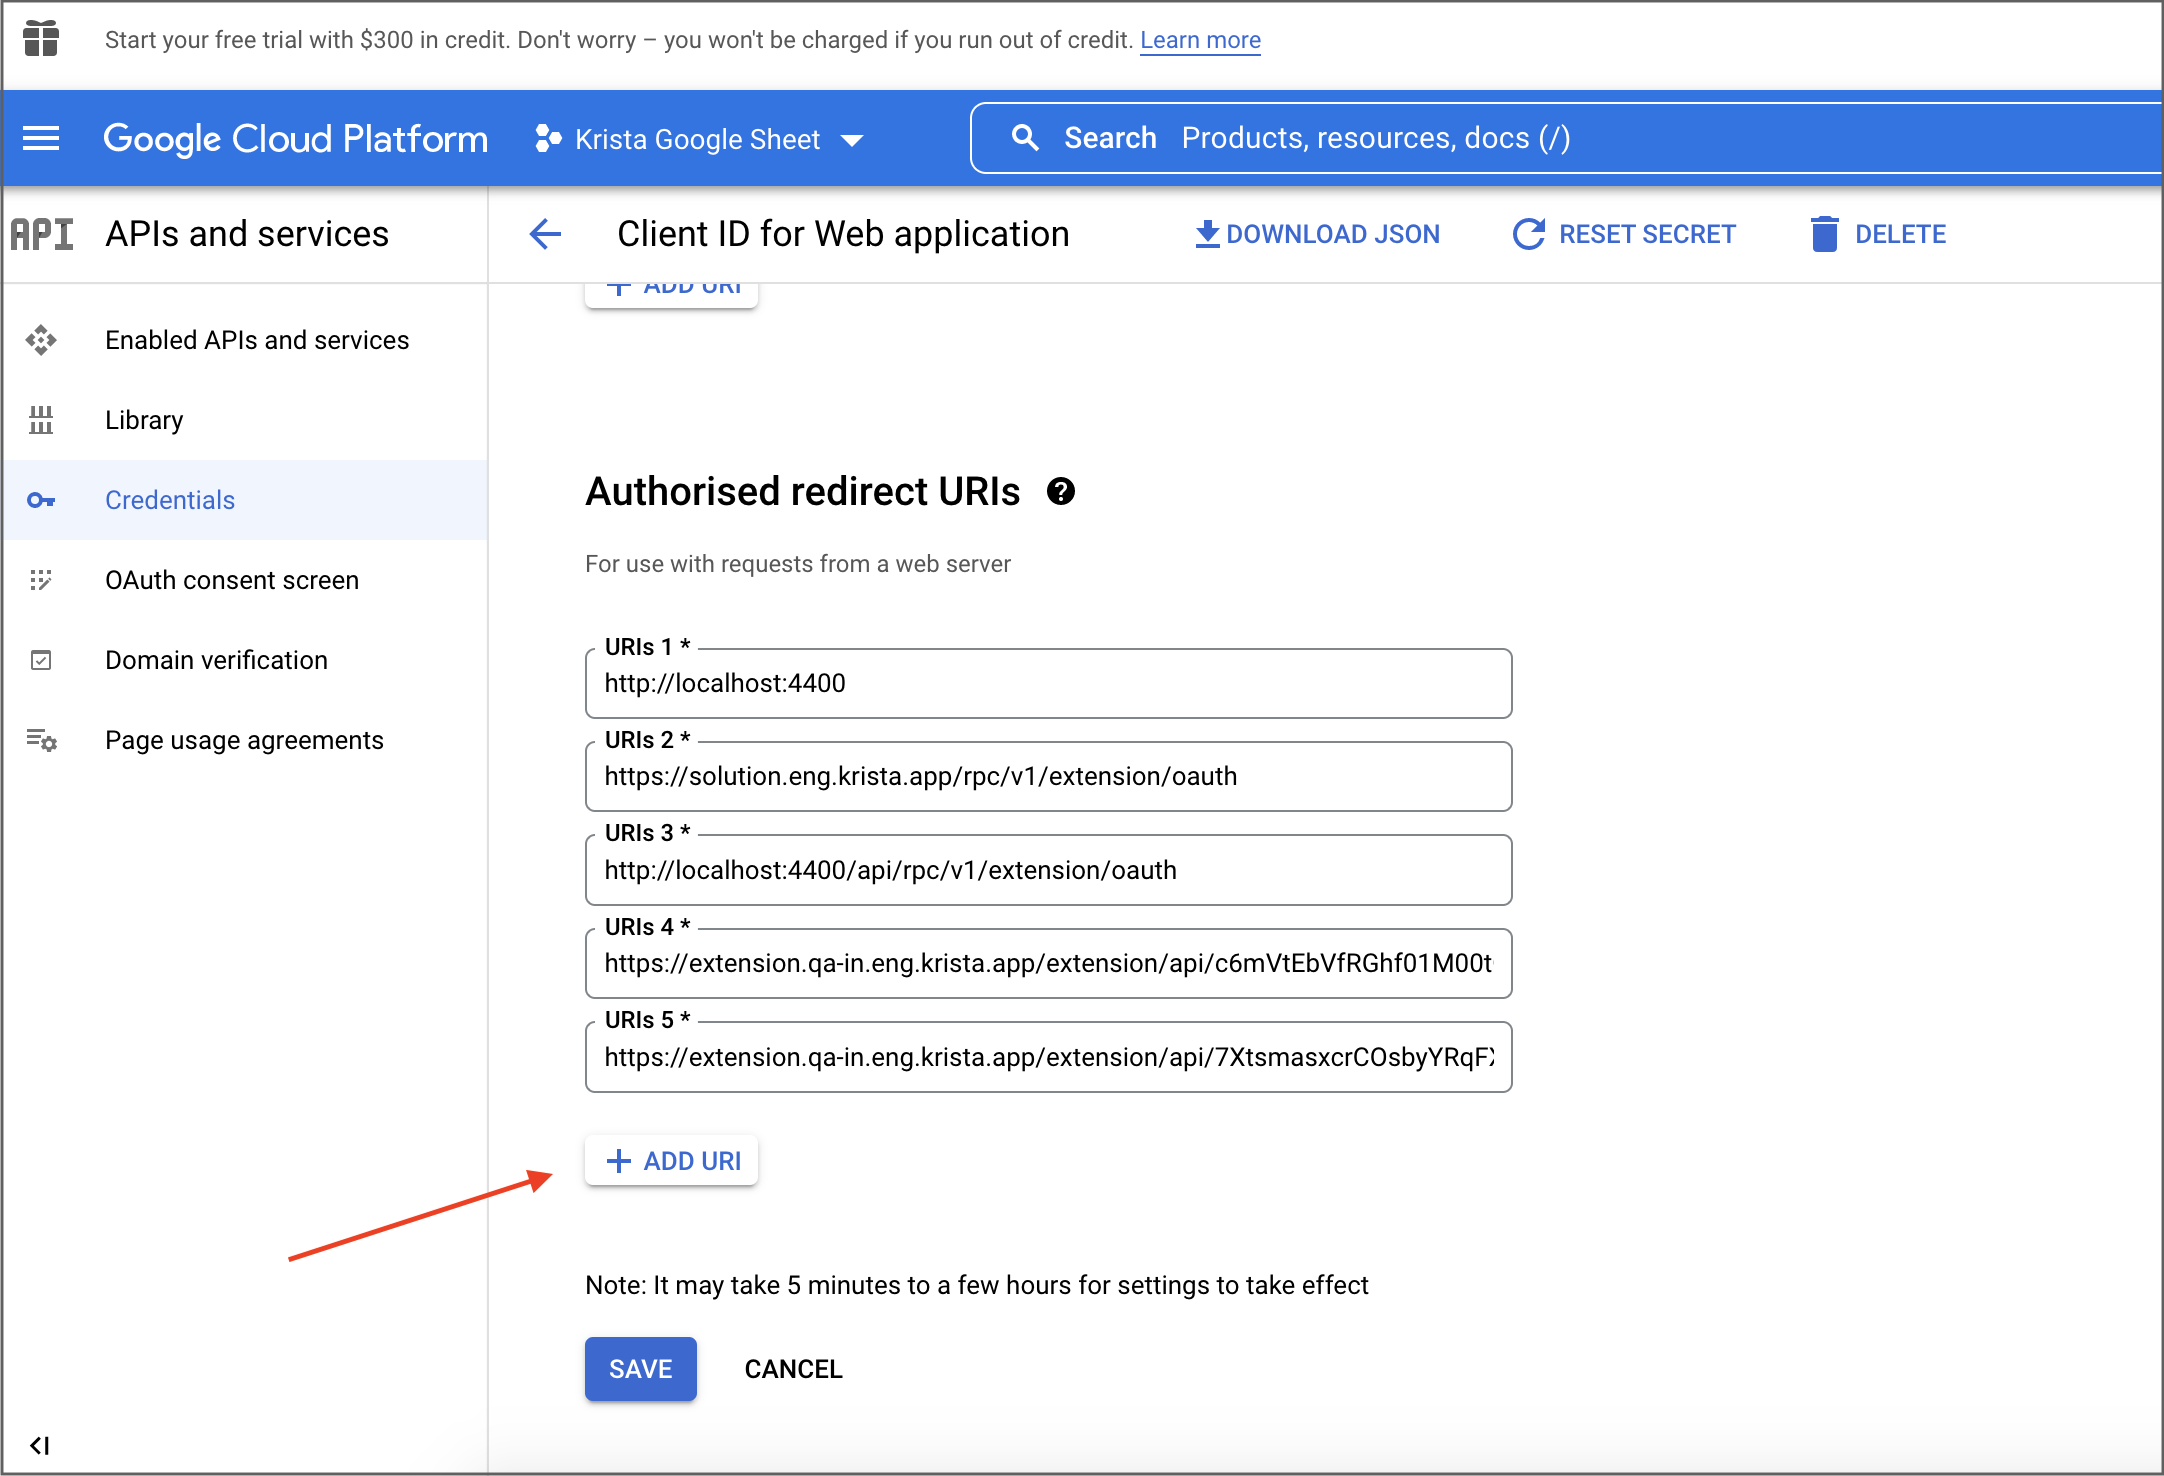 Start your free trial with $300 in credit. Don't worry – you won't be charged if you run out of credit. Learn more
Google Cloud Platform
Krista Google Sheet
Search Products, resources, docs (/)
API APIs and services
Client ID for Web application
DOWNLOAD JSON
RESET SECRET
DELETE
ADD URI
Enabled APIs and services
Library
Credentials
OAuth consent screen
Domain verification
Page usage agreements
Authorised redirect URIs
For use with requests from a web server
URIs 1 *
http://localhost:4400
URIs 2 *
https://solution.eng.krista.app/rpc/v1/extension/oauth
URIs 3 *
http://localhost:4400/api/rpc/v1/extension/oauth
URIs 4 *
https://extension.qa-in.eng.krista.app/extension/api/c6mVtEbVfRGhf01M00t
URIs 5 *
https://extension.qa-in.eng.krista.app/extension/api/7XtsmasxcrCOsbyYRqFX
ADD URI
Note: It may take 5 minutes to a few hours for settings to take effect
SAVE
CANCEL